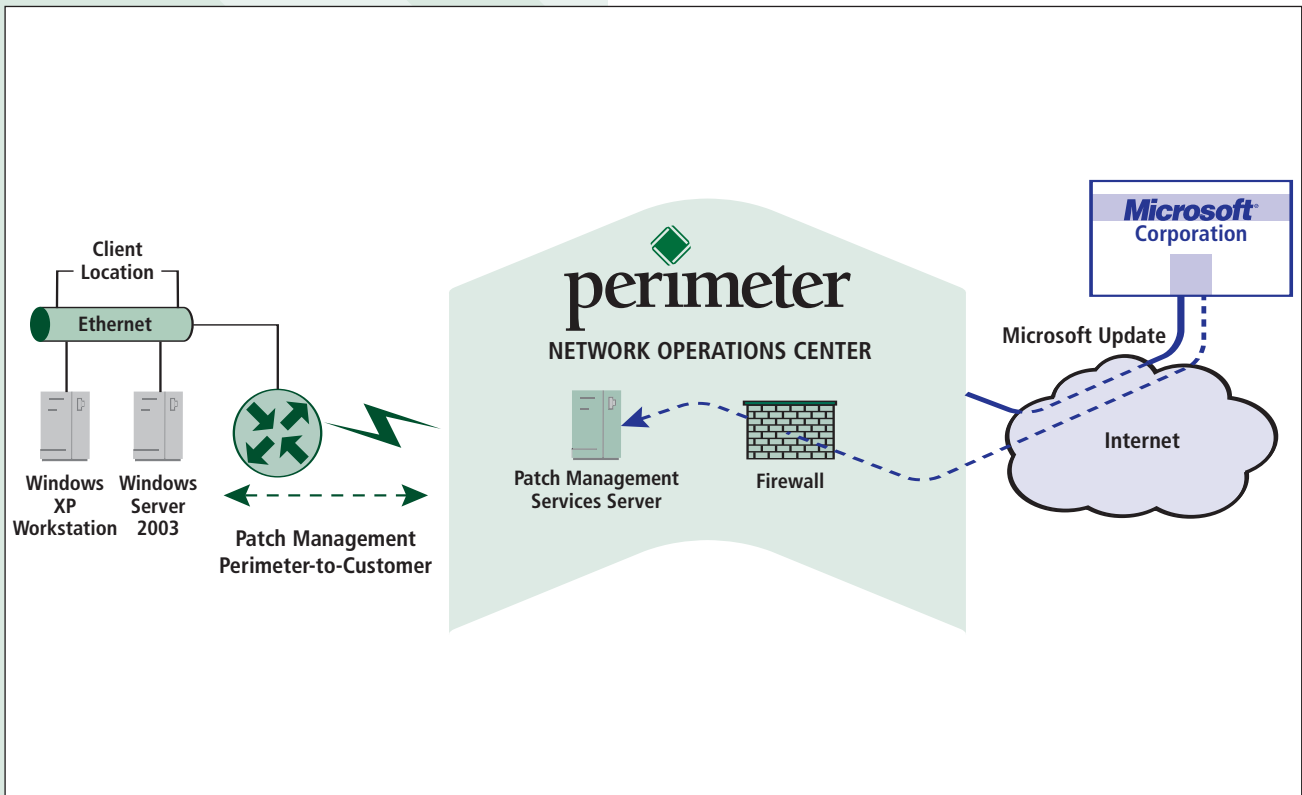 Client
Location
Ethernet
Windows
XP
Workstation
Windows
Server
2003
Patch Management
Perimeter-to-Customer
perimeter
NETWORK OPERATIONS CENTER
Patch Management
Services Server
Firewall
Microsoft®
Corporation
Microsoft Update
Internet